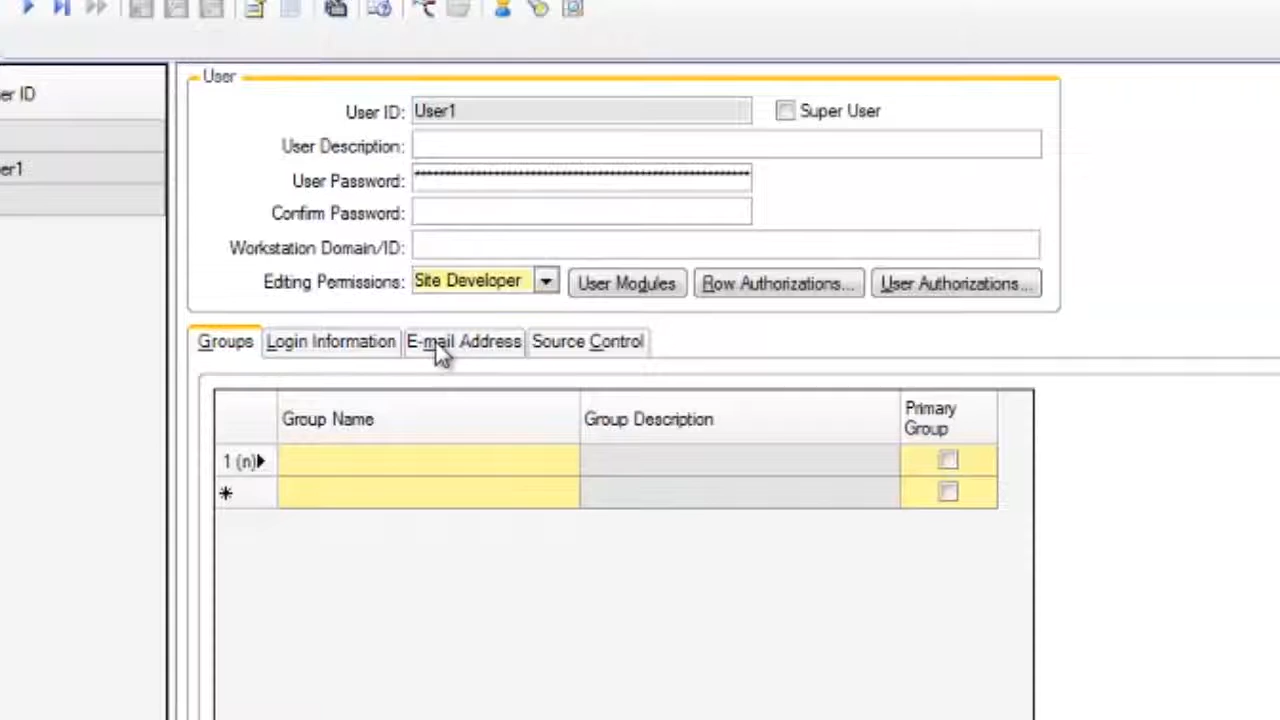 User
er ID
User ID: User1 Super User
User Description:
er1
User Password: **************************************************
Confirm Password:
Workstation Domain/ID:
Editing Permissions: Site Developer User Modules Row Authorizations... User Authorizations...
Groups Login Information E-mail Address Source Control
Group Name Group Description Primary Group
1 (n)
*